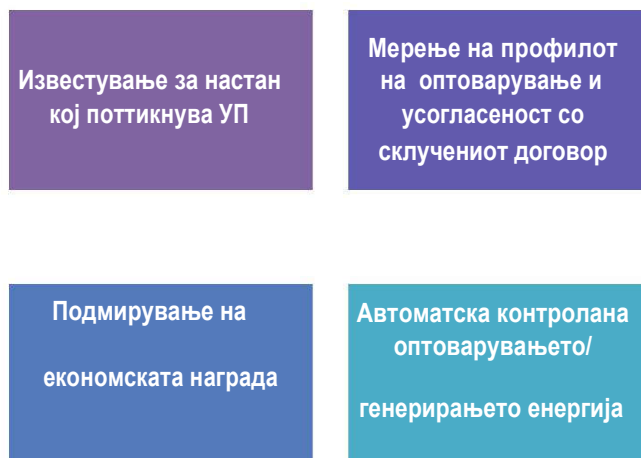 Известување за настан
кој поттикнува УП
Мерење на профилот
на оптоварување и
усогласеност со
склучениот договор
Подмирување на
економската награда
Автоматска контролана
оптоварувањето/
генерирањето енергија